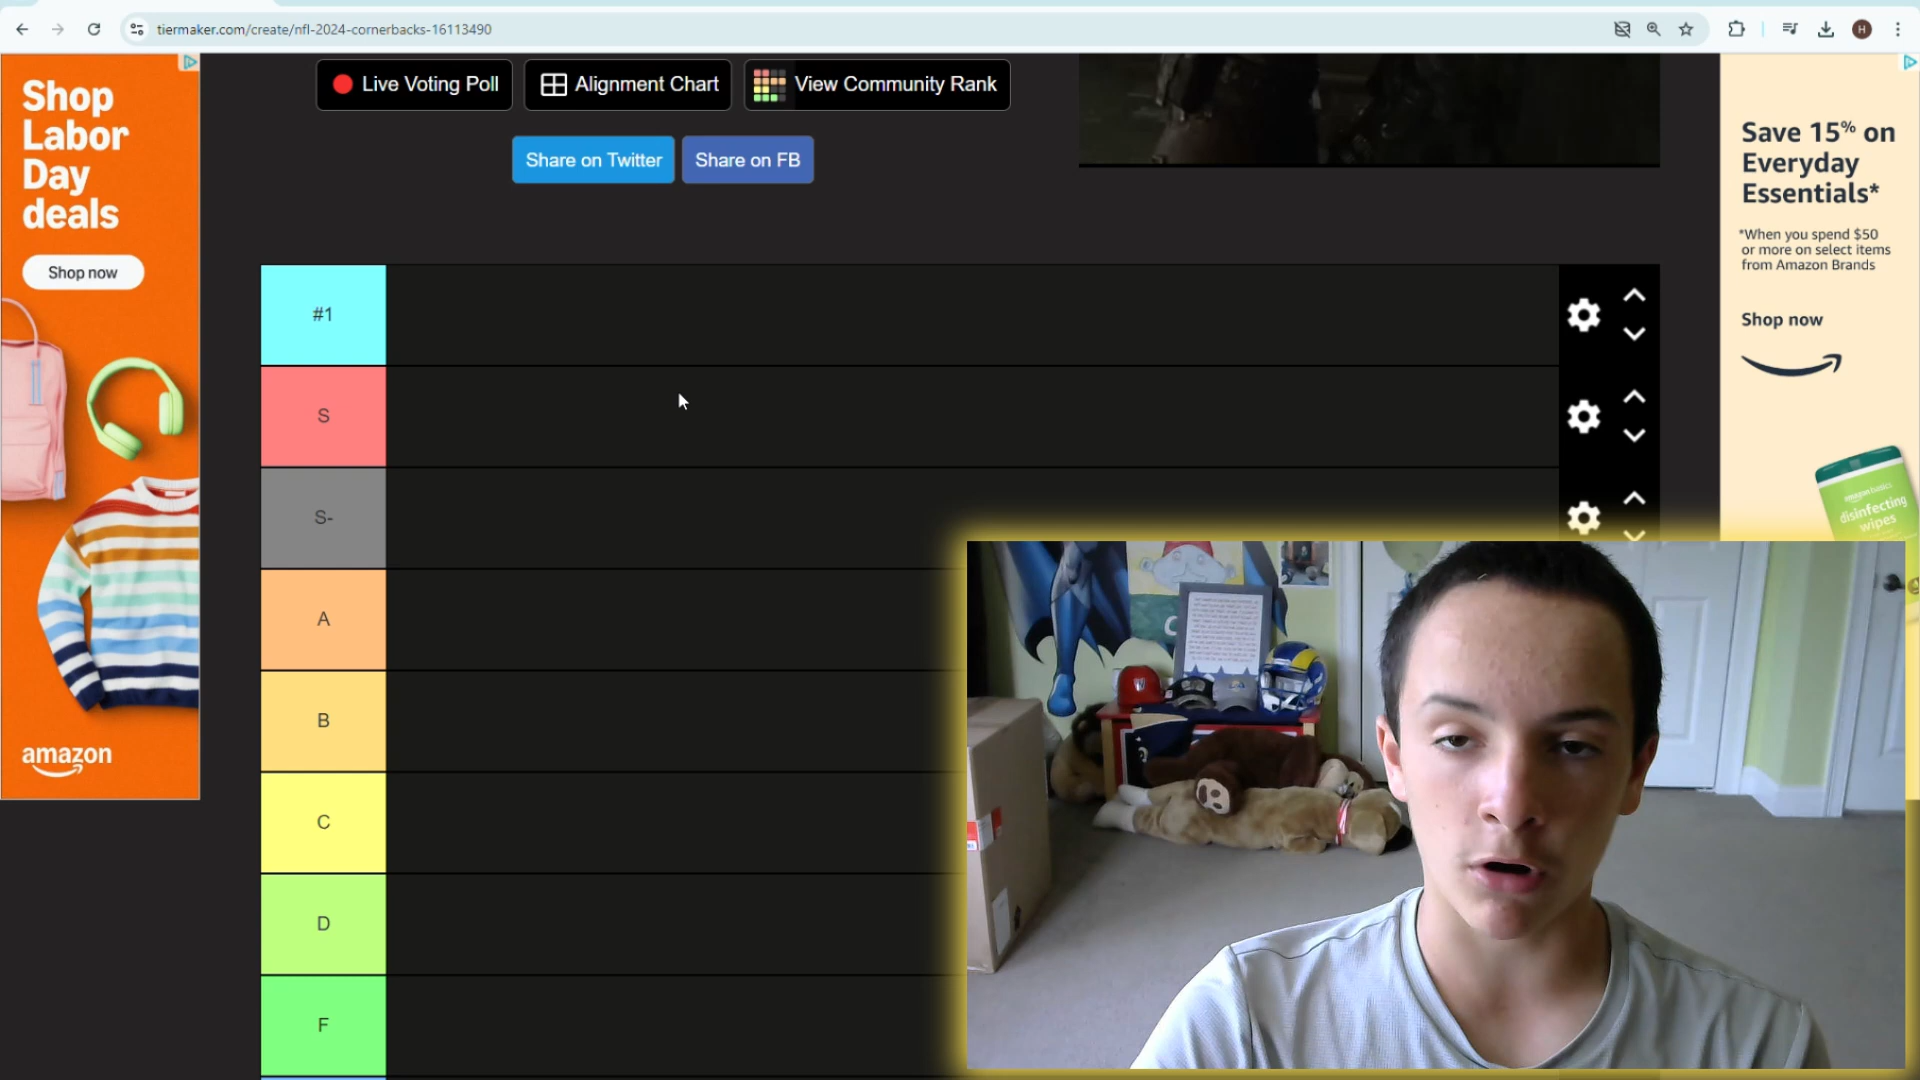 tiermaker.com/create/nfl-2024-cornerbacks-16113490
H
Shop
Labor
Day
deals
Shop now
amazon
Live Voting Poll
Alignment Chart
View Community Rank
Share on Twitter
Share on FB
#1
S
S-
A
B
C
D
F
Save 15% on
Everyday
Essentials*
*When you spend $50
or more on select items
from Amazon Brands
Shop now
amazon basics
disinfecting
wipes
C